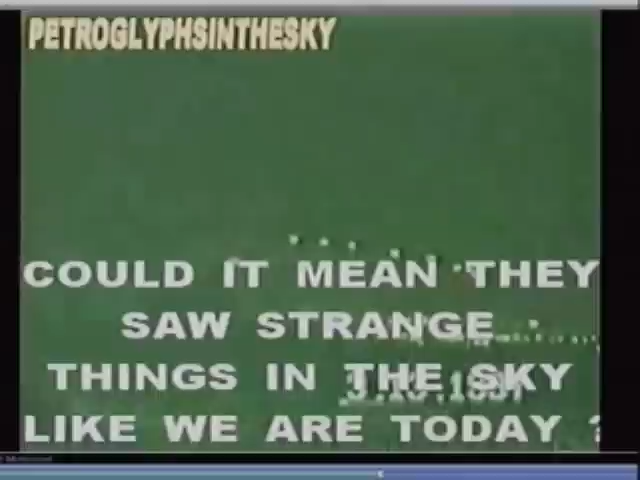 PETROGLYPHSINTHESKY
COULD IT MEAN THEY
SAW STRANGE
THINGS IN THE SKY
LIKE WE ARE TODAY ?